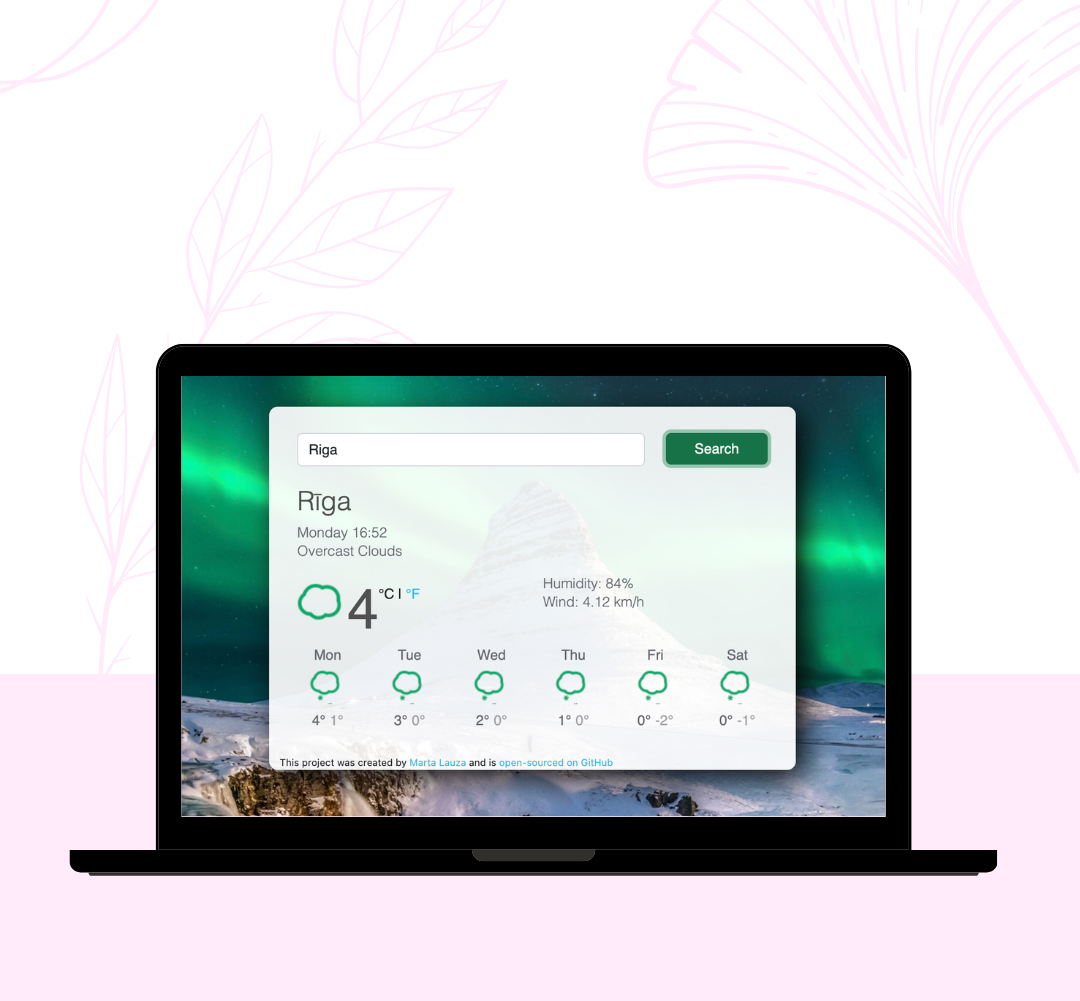 Riga
Search
Rīga
Monday 16:52
Overcast Clouds
4 °C | °F
Humidity: 84%
Wind: 4.12 km/h
Mon Tue Wed Thu Fri Sat
4° 1° 3° 0° 2° 0° 1° 0° 0° -2° 0° -1°
This project was created by Marta Lauza and is open-sourced on GitHub